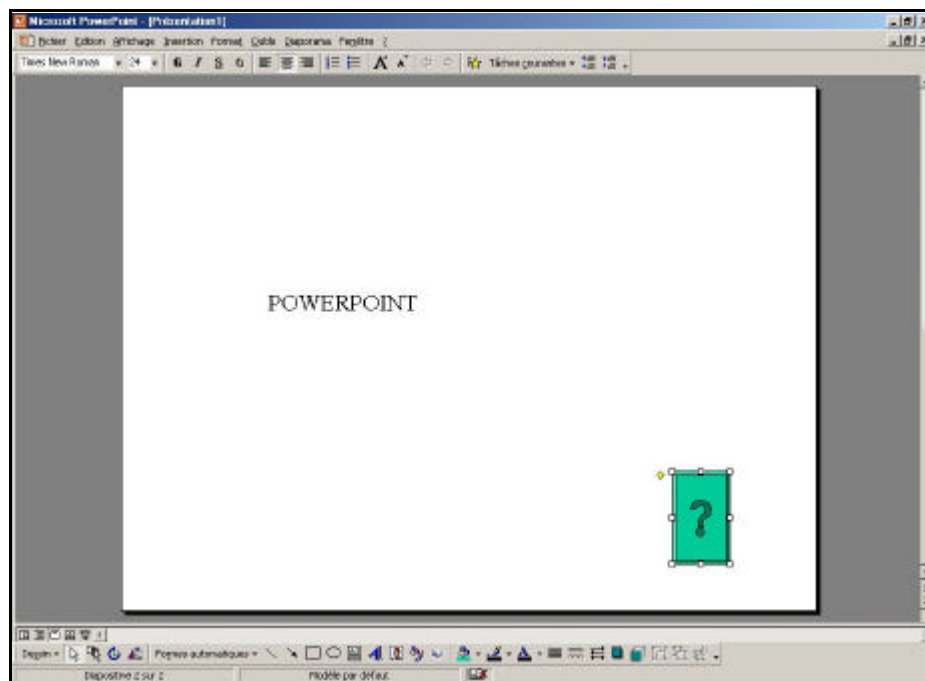 Microsoft PowerPoint - [Présentation1]
Fichier Edition Affichage Insertion Format Outils Diaporama Fenêtre ?
Times New Roman 24 G I S Tâches courantes
POWERPOINT
?
Dessin Formes automatiques
Diapositive 2 sur 2 Modèle par défaut